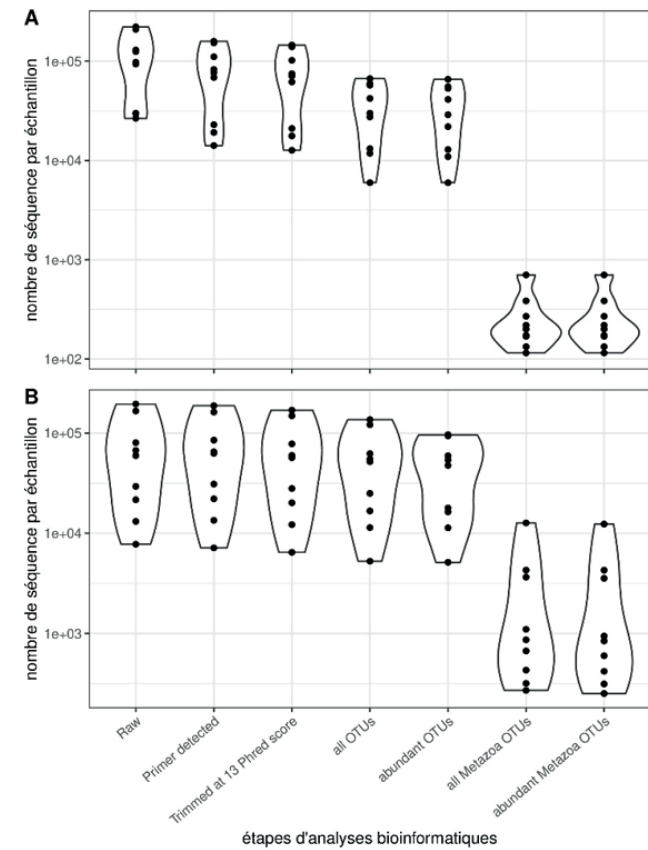 A
nombre de séquence par échantillon
1e+05
1e+04
1e+03
1e+02
B
nombre de séquence par échantillon
1e+05
1e+04
1e+03
Raw
Primer detected
Trimmed at 13 Phred score
all OTUs
abundant OTUs
all Metazoa OTUs
abundant Metazoa OTUs
étapes d'analyses bioinformatiques